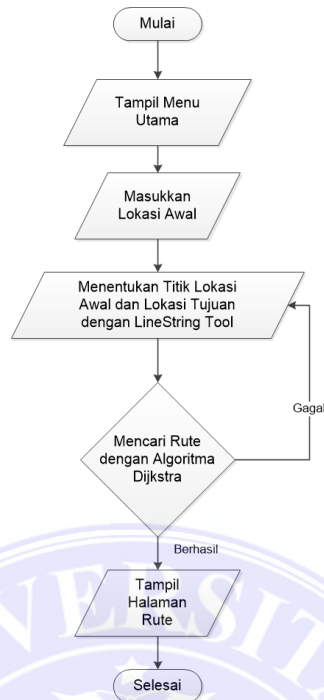 Mulai
Tampil Menu
Utama
Masukkan
Lokasi Awal
Menentukan Titik Lokasi
Awal dan Lokasi Tujuan
dengan LineString Tool
Gagal
Mencari Rute
dengan Algoritma
Dijkstra
Berhasil
Tampil
Halaman
Rute
Selesai